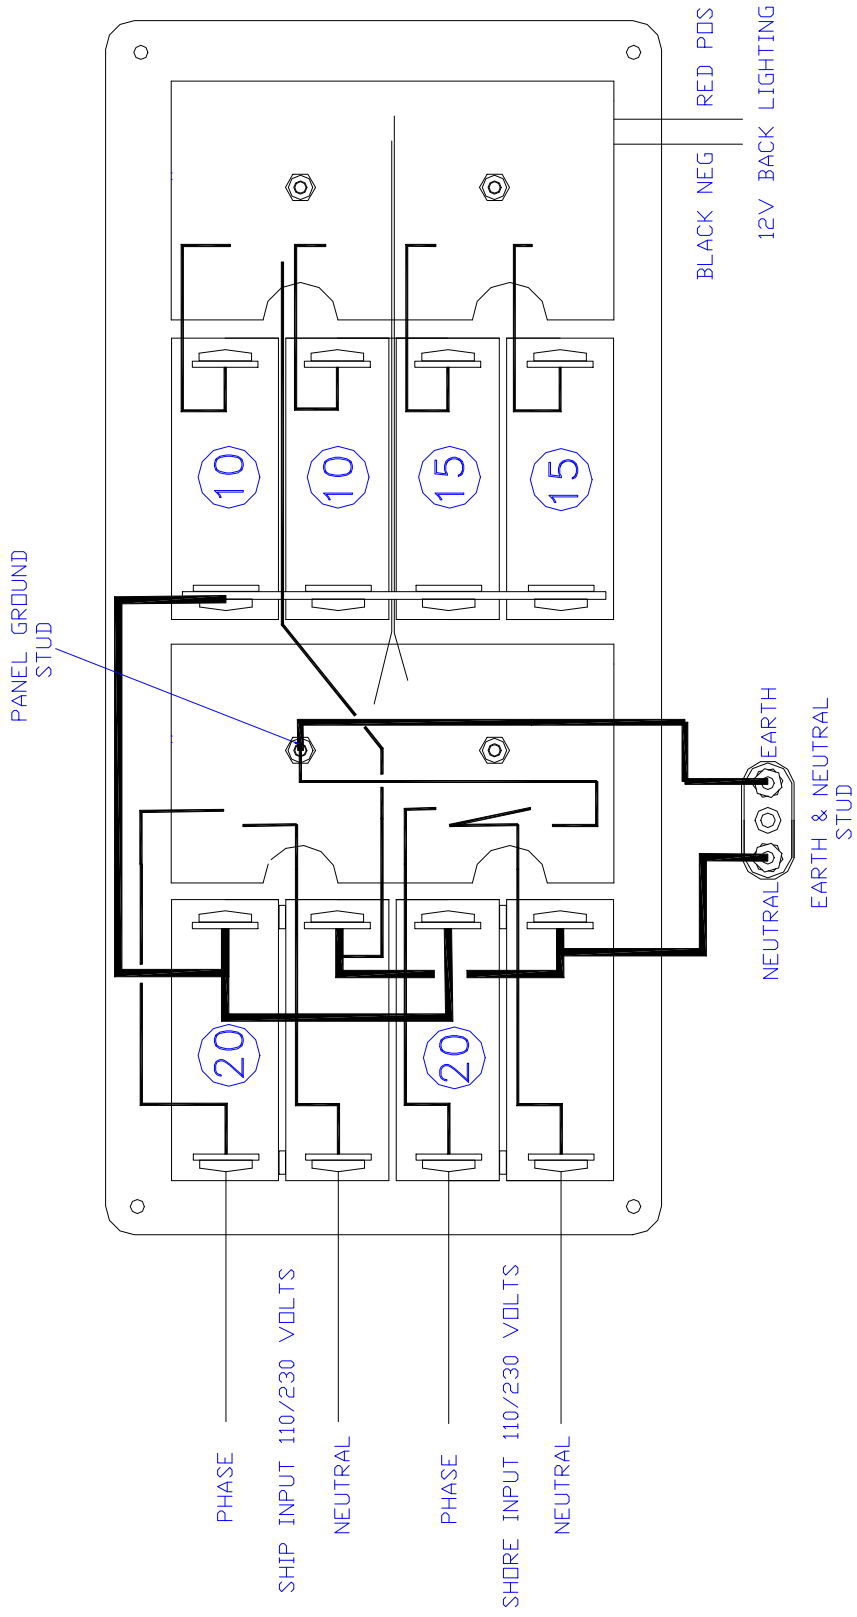 BLACK NEG RED POS
12V BACK LIGHTING
10
10
15
15
PANEL GROUND
STUD
EARTH
NEUTRAL
EARTH & NEUTRAL
STUD
20
20
PHASE
SHIP INPUT 110/230 VOLTS
NEUTRAL
PHASE
SHORE INPUT 110/230 VOLTS
NEUTRAL